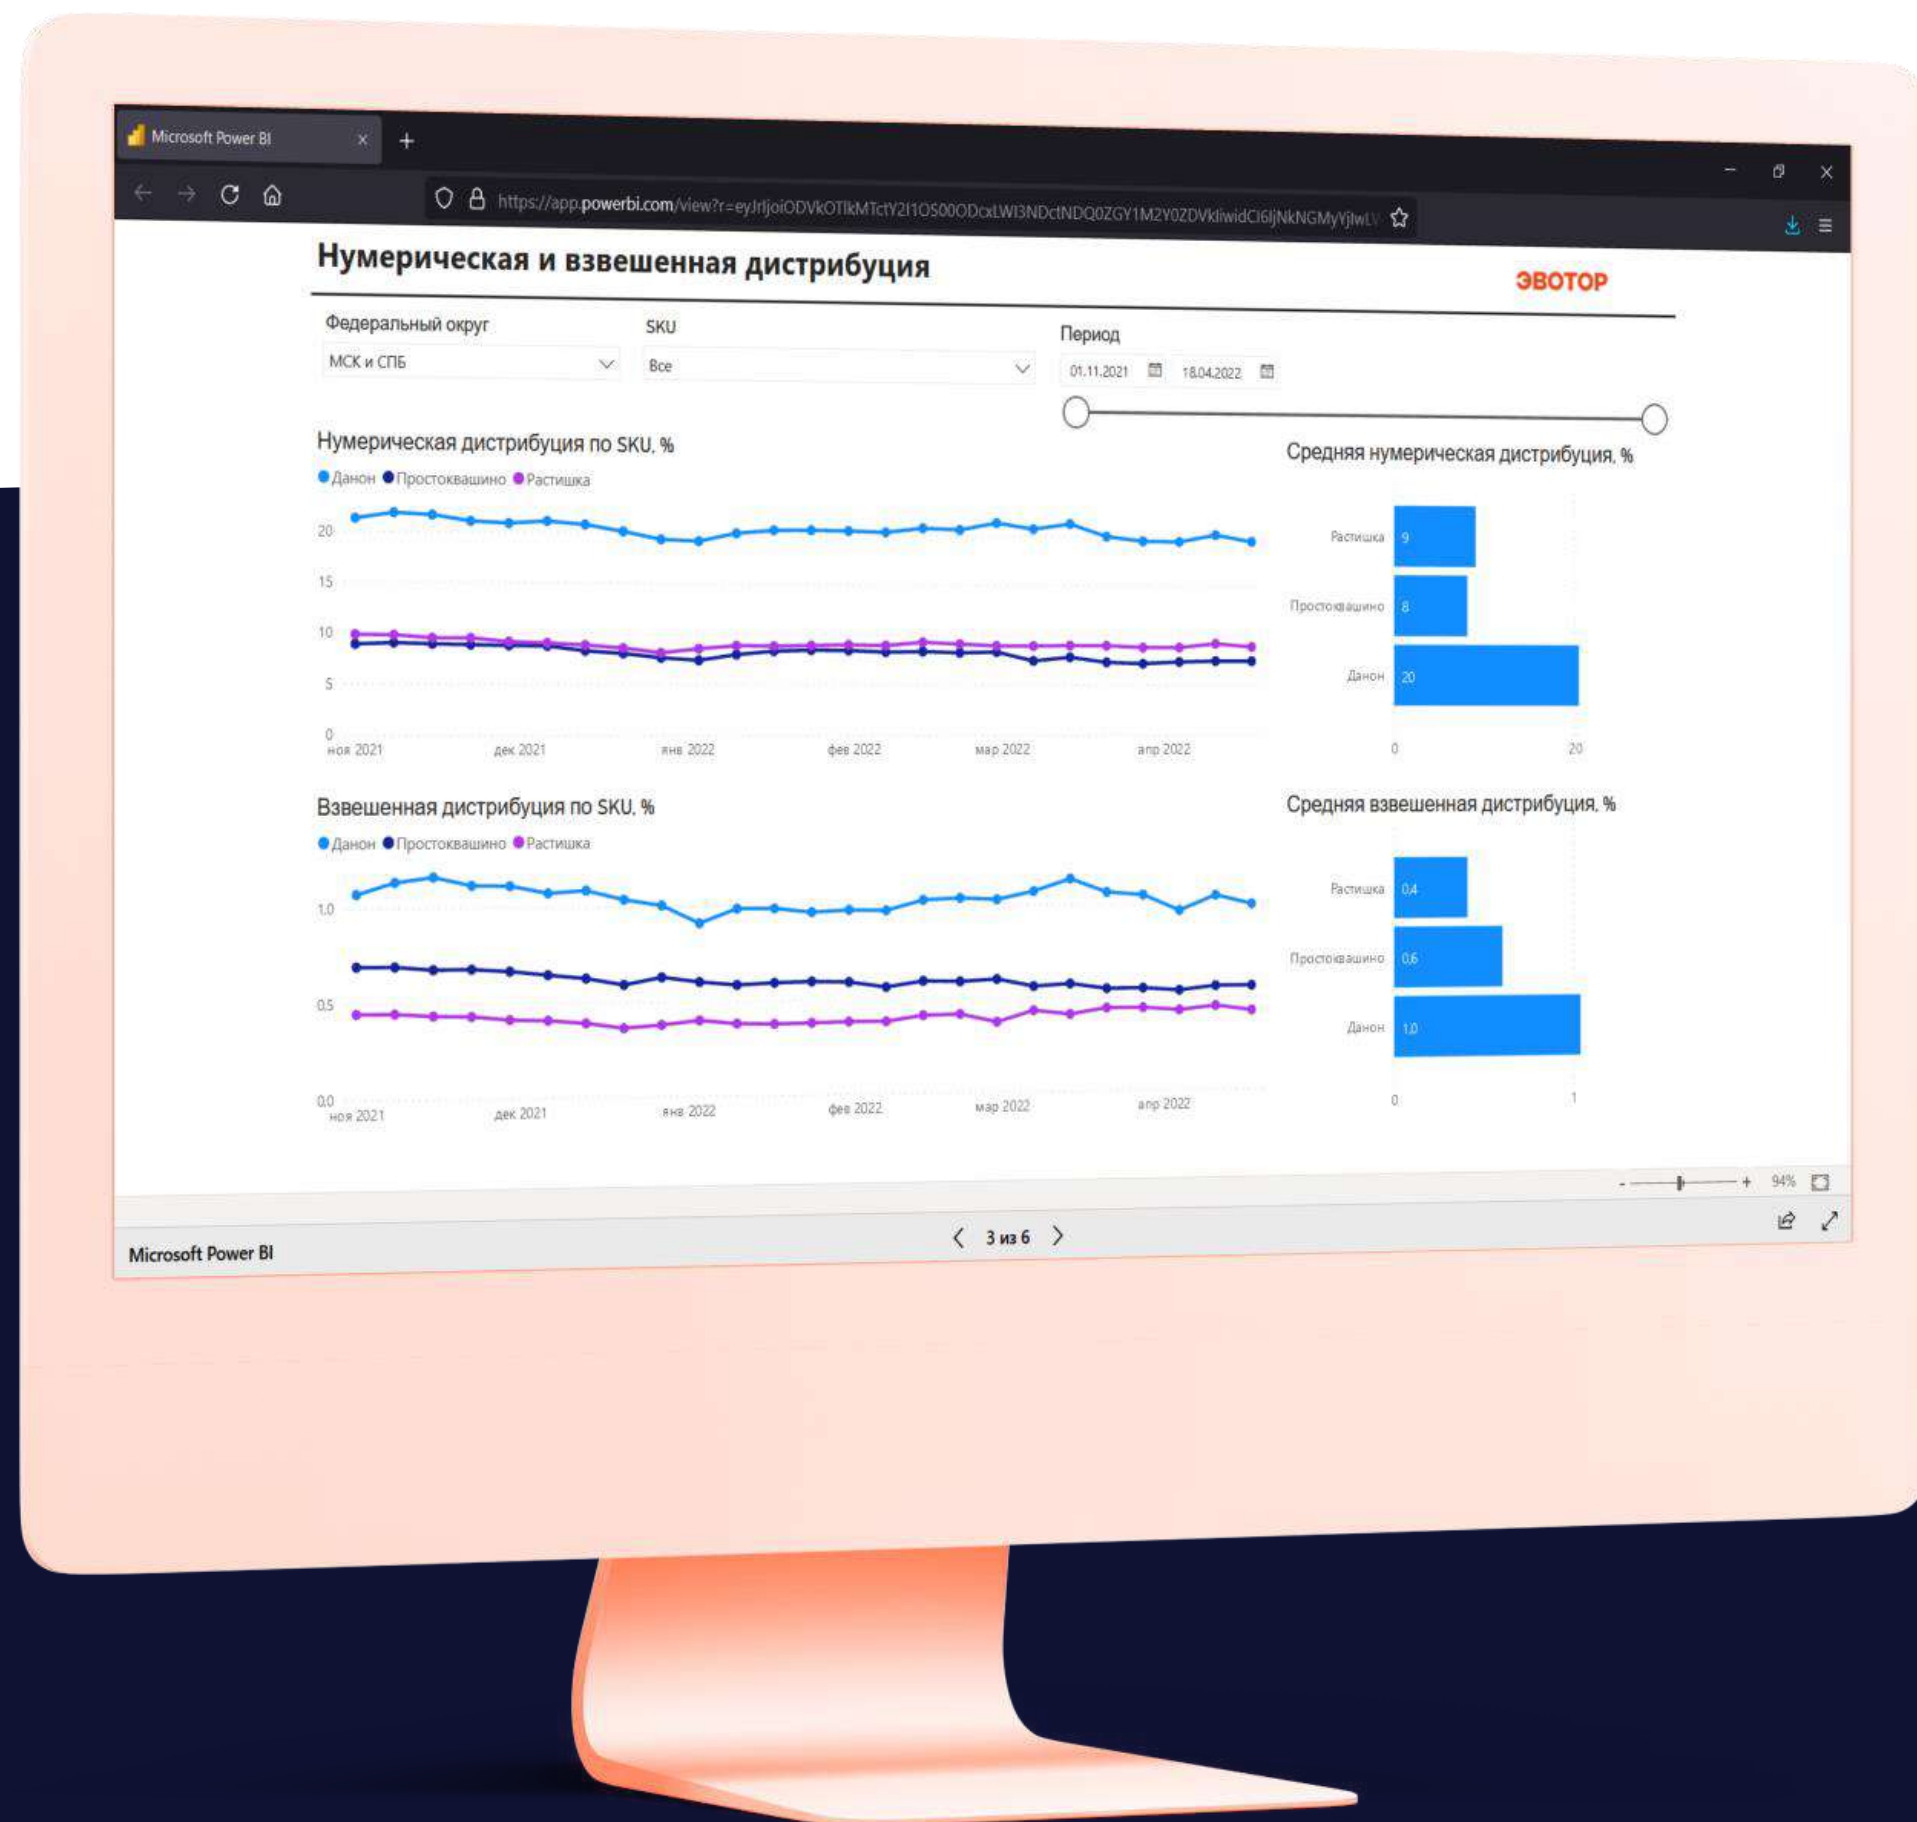 Microsoft Power BI
https://app.powerbi.com/view?r=
Нумерическая и взвешенная дистрибуция
ЭВОТОР
Федеральный округ
SKU
Период
МСК и СПБ
Все
01.11.2021
18.04.2022
Нумерическая дистрибуция по SKU, %
Данон Простоквашино Растишка
20
15
10
5
0
ноя 2021 дек 2021 янв 2022 фев 2022 мар 2022 апр 2022
Средняя нумерическая дистрибуция, %
Растишка 9
Простоквашино 8
Данон 20
0 20
Взвешенная дистрибуция по SKU, %
Данон Простоквашино Растишка
1,0
0,5
0,0
ноя 2021 дек 2021 янв 2022 фев 2022 мар 2022 апр 2022
Средняя взвешенная дистрибуция, %
Растишка 0,4
Простоквашино 0,6
Данон 1,0
0 1
94%
Microsoft Power BI
3 из 6